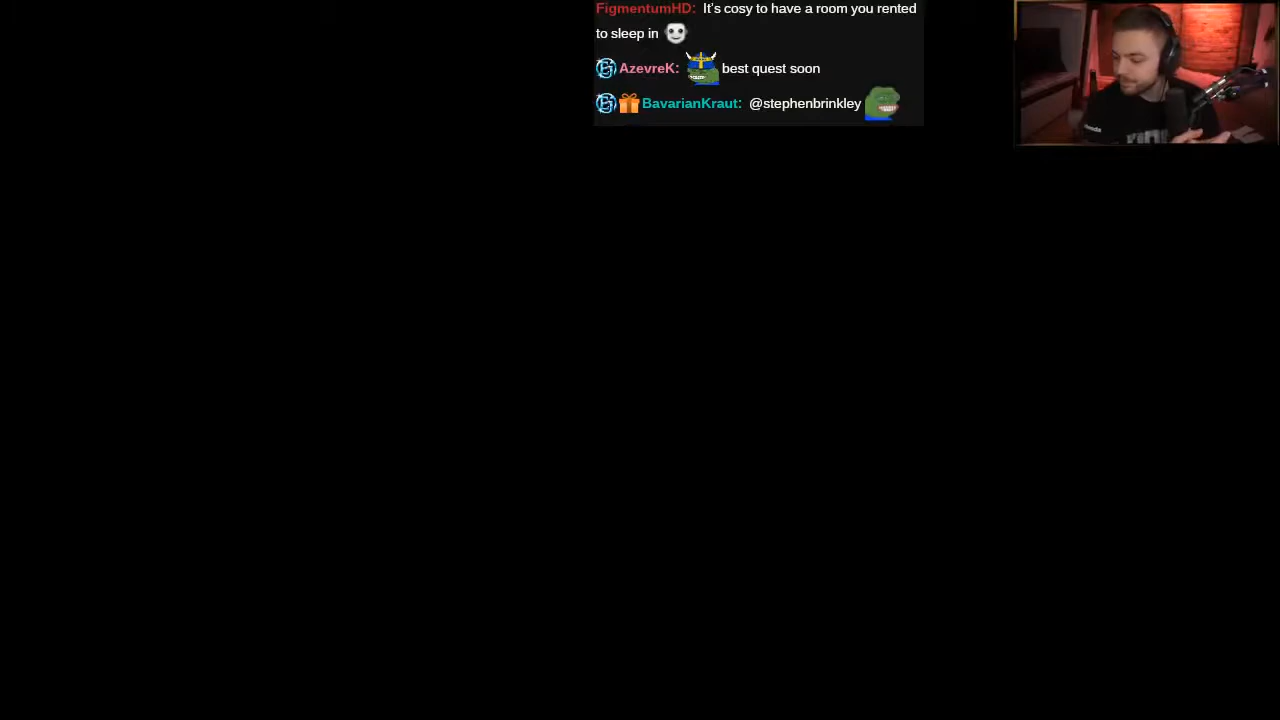 FigmentumHD: It's cosy to have a room you rented
to sleep in
AzevreK: best quest soon
BavarianKraut: @stephenbrinkley